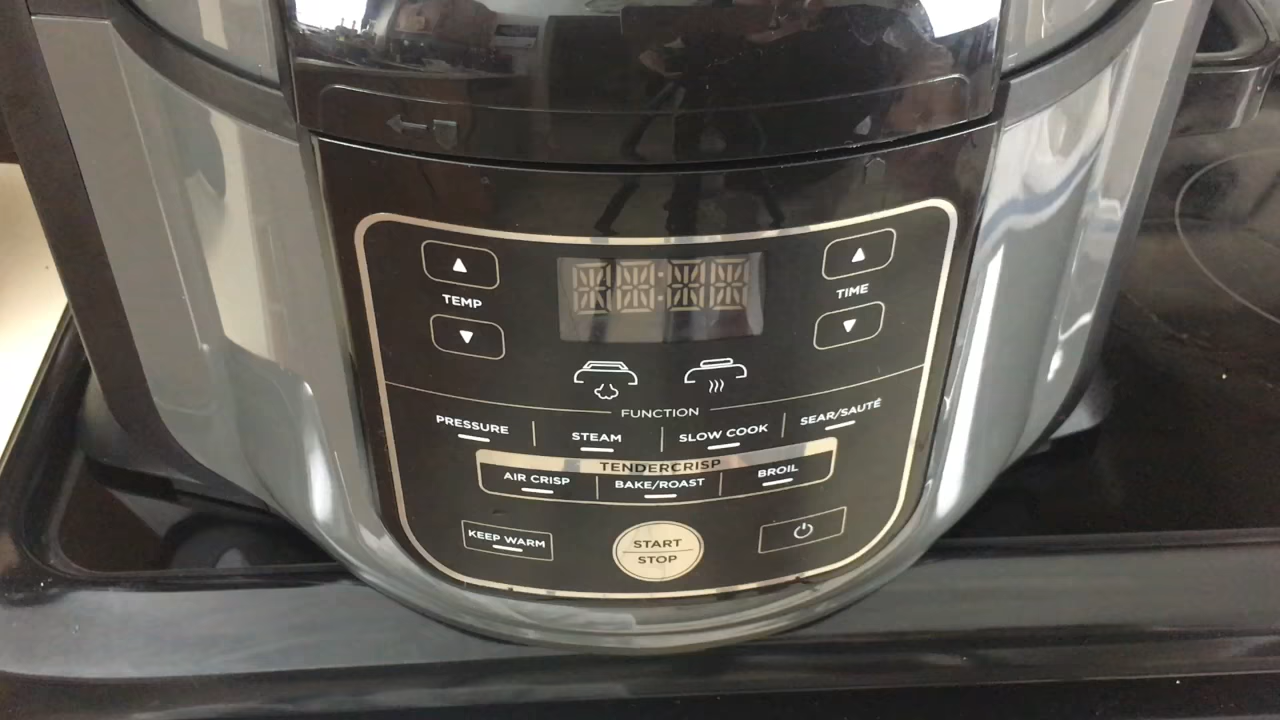 TEMP
TIME
FUNCTION
PRESSURE
STEAM
SLOW COOK
SEAR/SAUTÉ
TENDERCRISP
AIR CRISP
BAKE/ROAST
BROIL
KEEP WARM
START
STOP